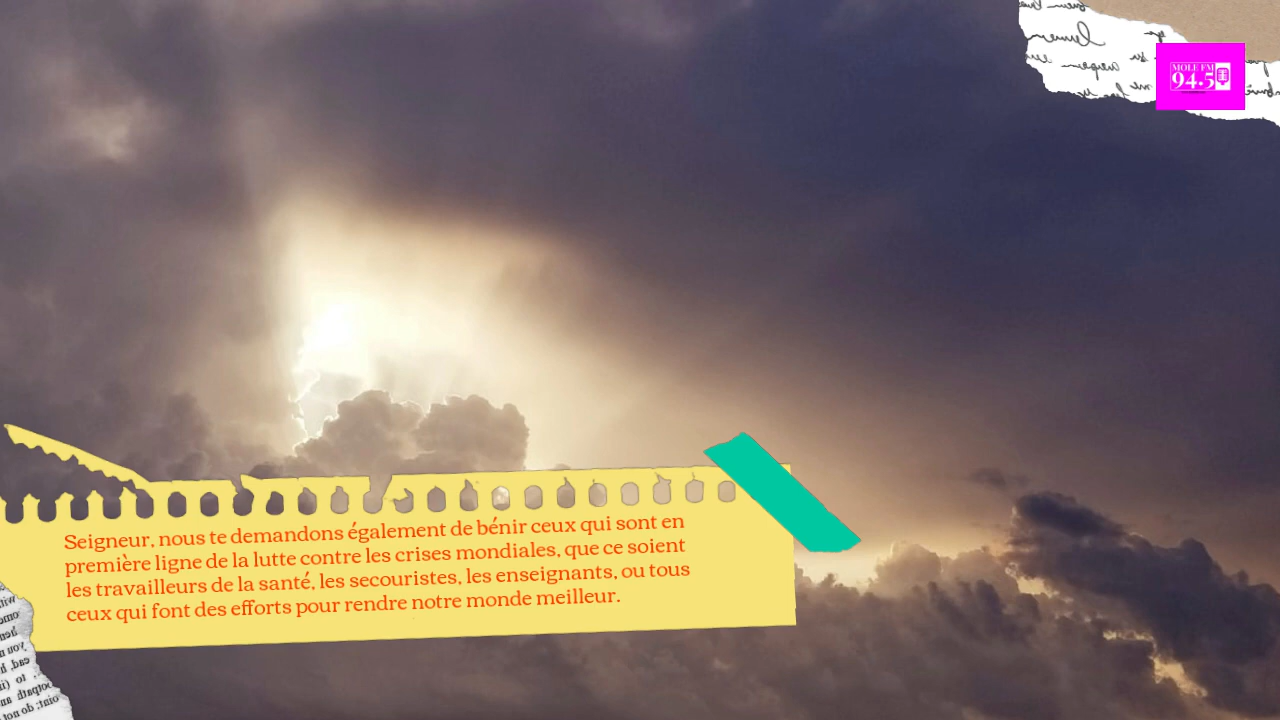 MOLE FM
94.5
Seigneur, nous te demandons également de bénir ceux qui sont en
première ligne de la lutte contre les crises mondiales, que ce soient
les travailleurs de la santé, les secouristes, les enseignants, ou tous
ceux qui font des efforts pour rendre notre monde meilleur.